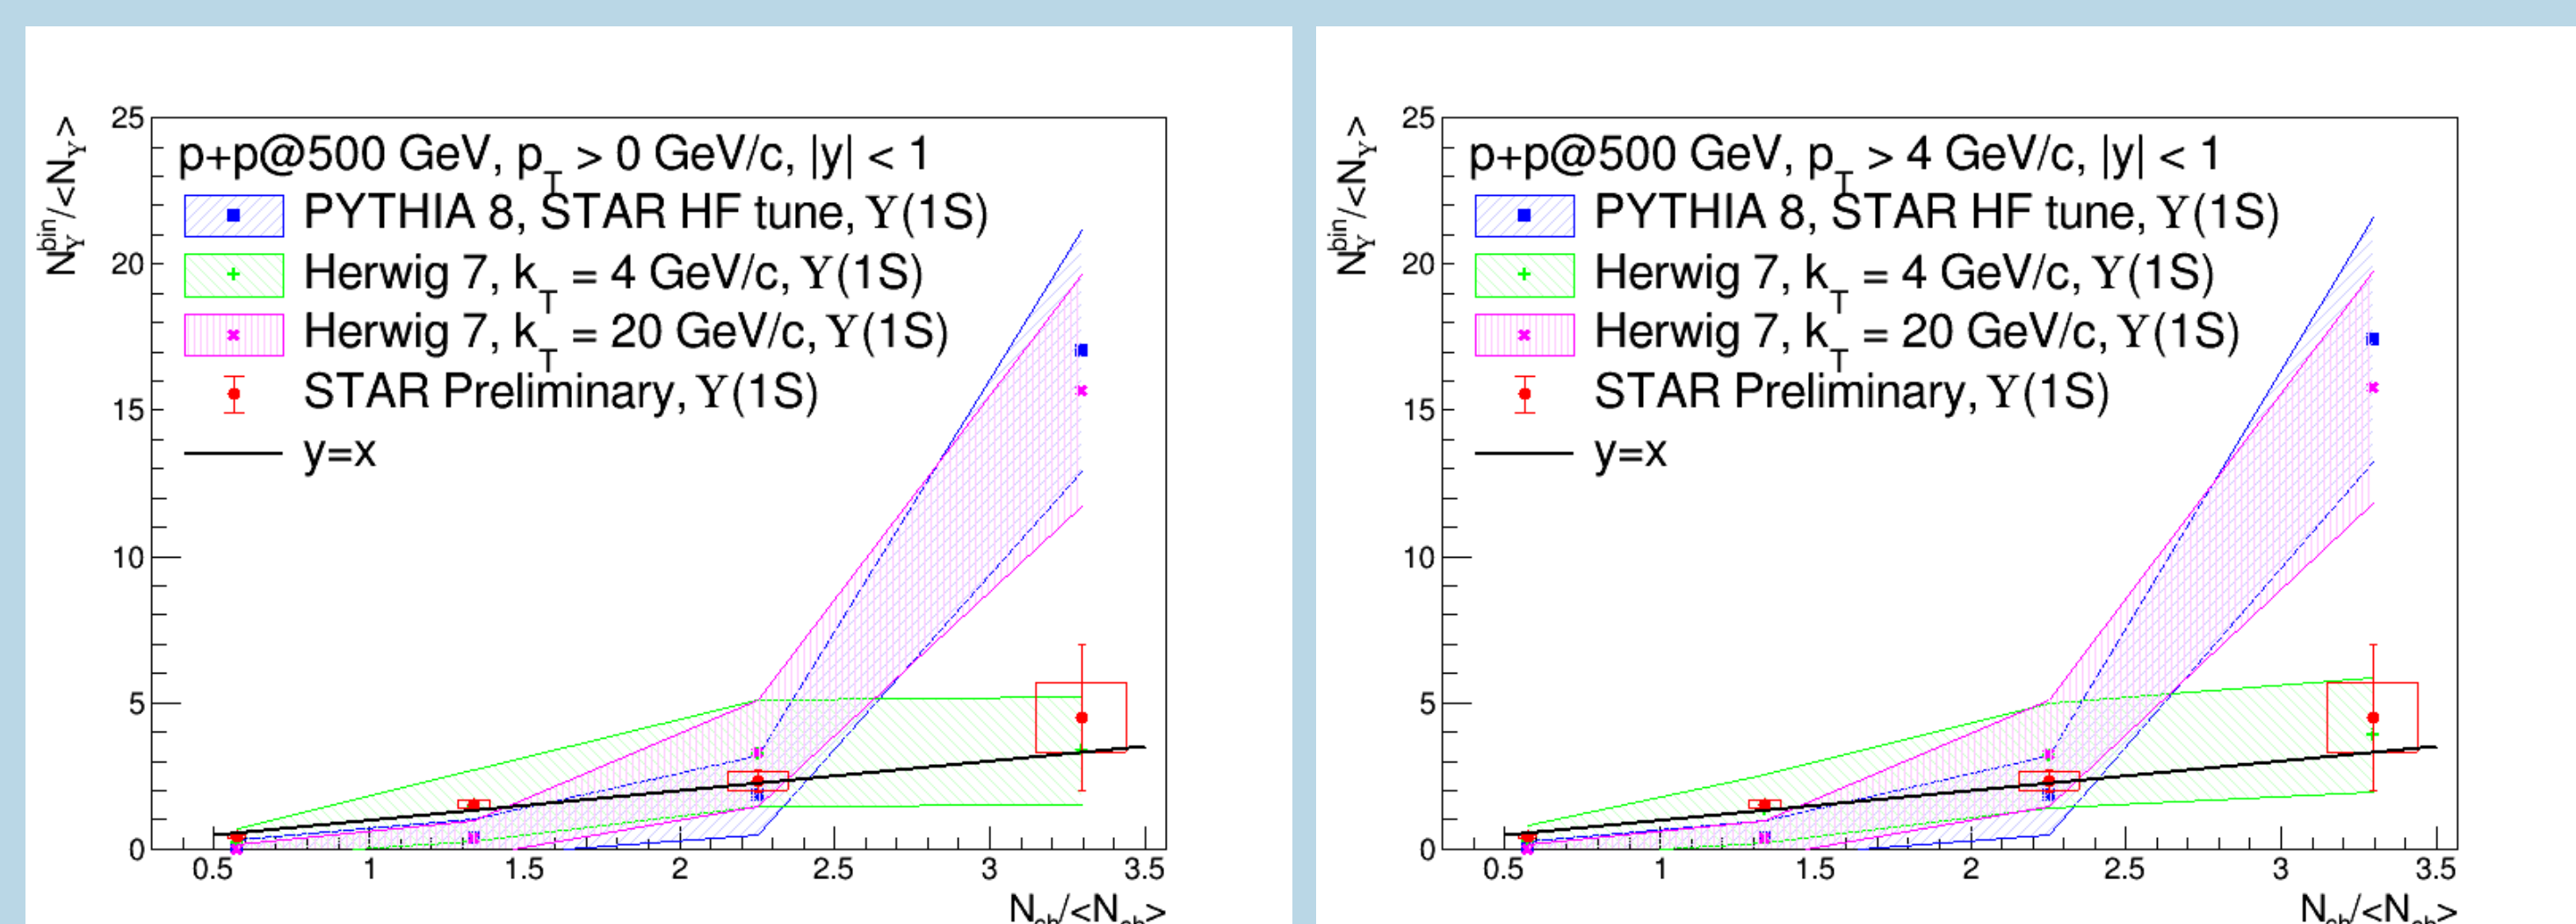 N_Y^bin/<N_Y>
25
20
15
10
5
0
p+p@500 GeV, p_T > 0 GeV/c, |y| < 1
PYTHIA 8, STAR HF tune, ϒ(1S)
Herwig 7, k_T = 4 GeV/c, ϒ(1S)
Herwig 7, k_T = 20 GeV/c, ϒ(1S)
STAR Preliminary, ϒ(1S)
y=x
0.5 1 1.5 2 2.5 3 3.5
N_ch/<N_ch>
N_Y^bin/<N_Y>
25
20
15
10
5
0
p+p@500 GeV, p_T > 4 GeV/c, |y| < 1
PYTHIA 8, STAR HF tune, ϒ(1S)
Herwig 7, k_T = 4 GeV/c, ϒ(1S)
Herwig 7, k_T = 20 GeV/c, ϒ(1S)
STAR Preliminary, ϒ(1S)
y=x
0.5 1 1.5 2 2.5 3 3.5
N_ch/<N_ch>